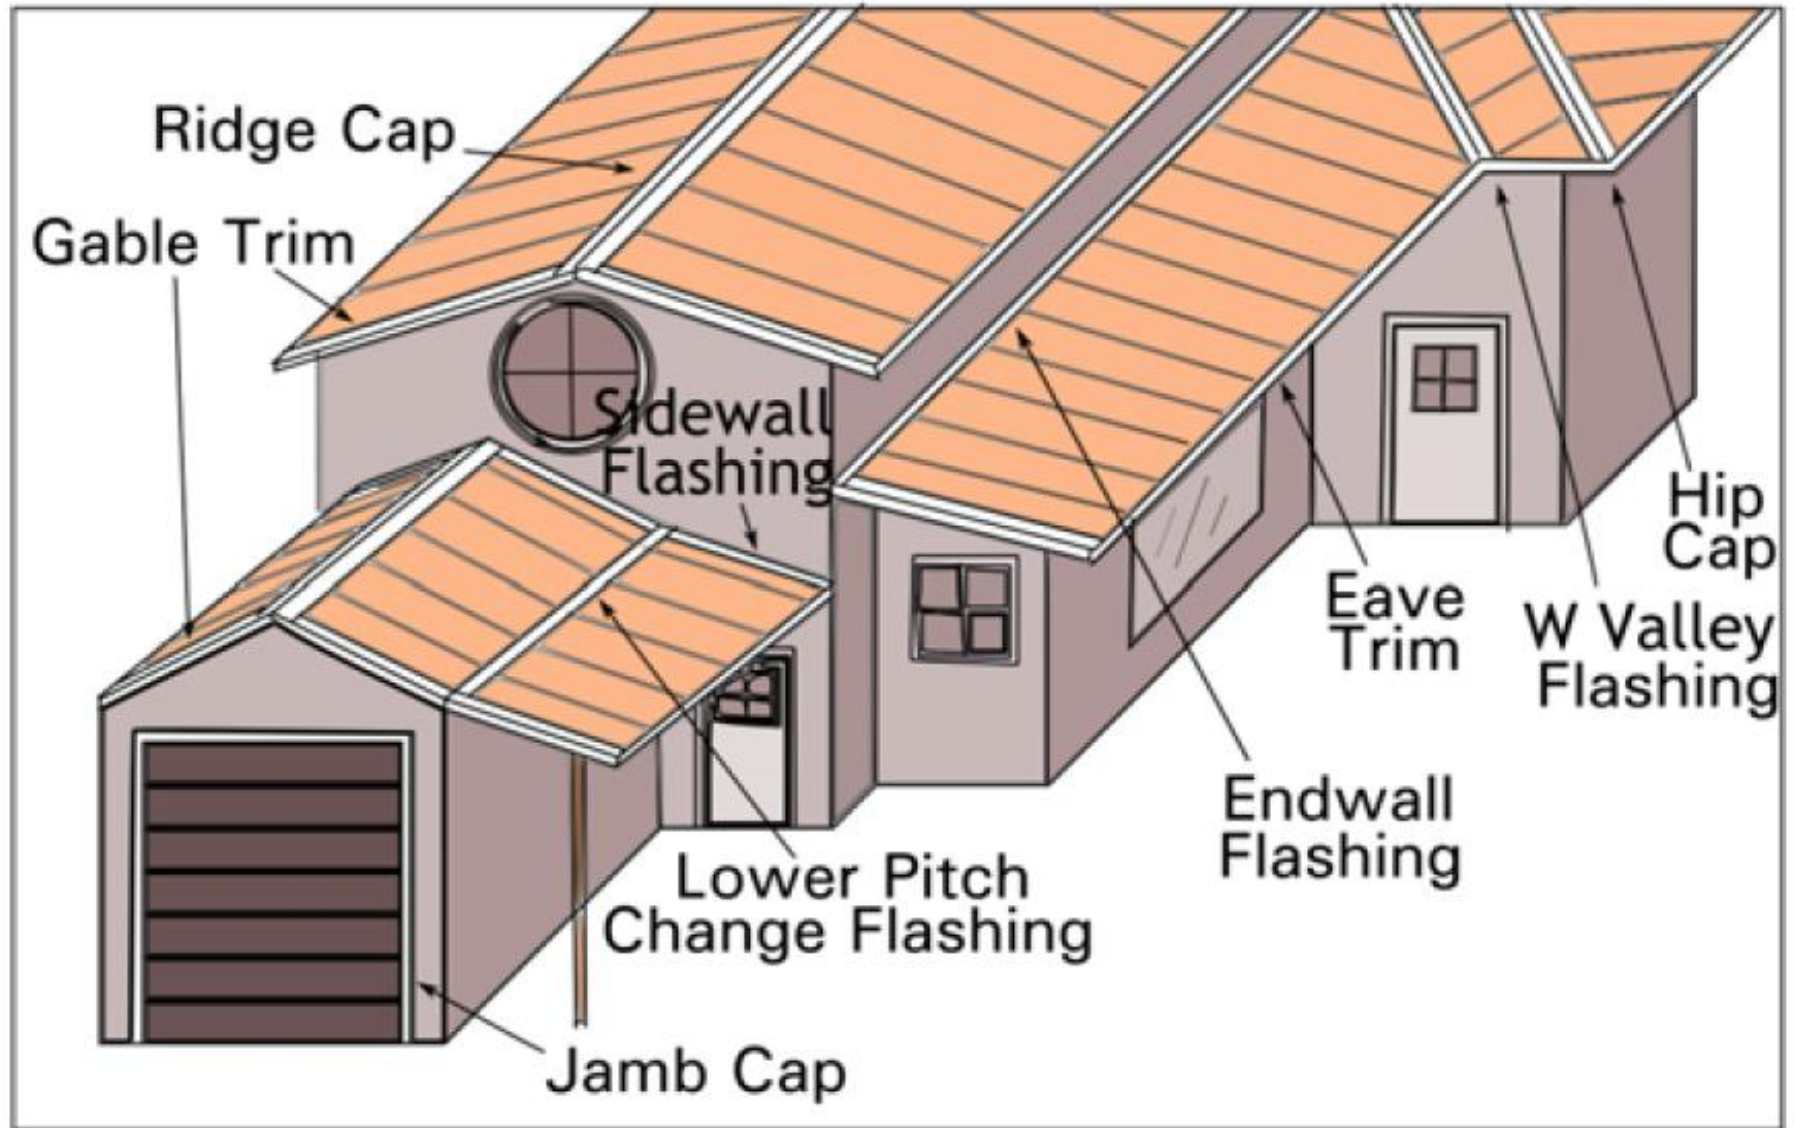 Ridge Cap
Gable Trim
Sidewall
Flashing
Hip
Cap
Eave
Trim
W Valley
Flashing
Endwall
Flashing
Lower Pitch
Change Flashing
Jamb Cap